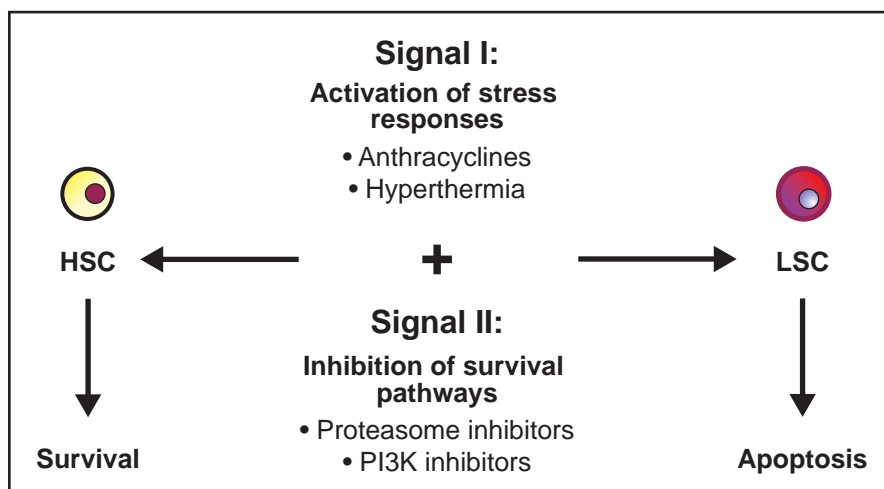 Signal I:
Activation of stress
responses
• Anthracyclines
• Hyperthermia
HSC
+
LSC
Signal II:
Inhibition of survival
pathways
• Proteasome inhibitors
• PI3K inhibitors
Survival
Apoptosis